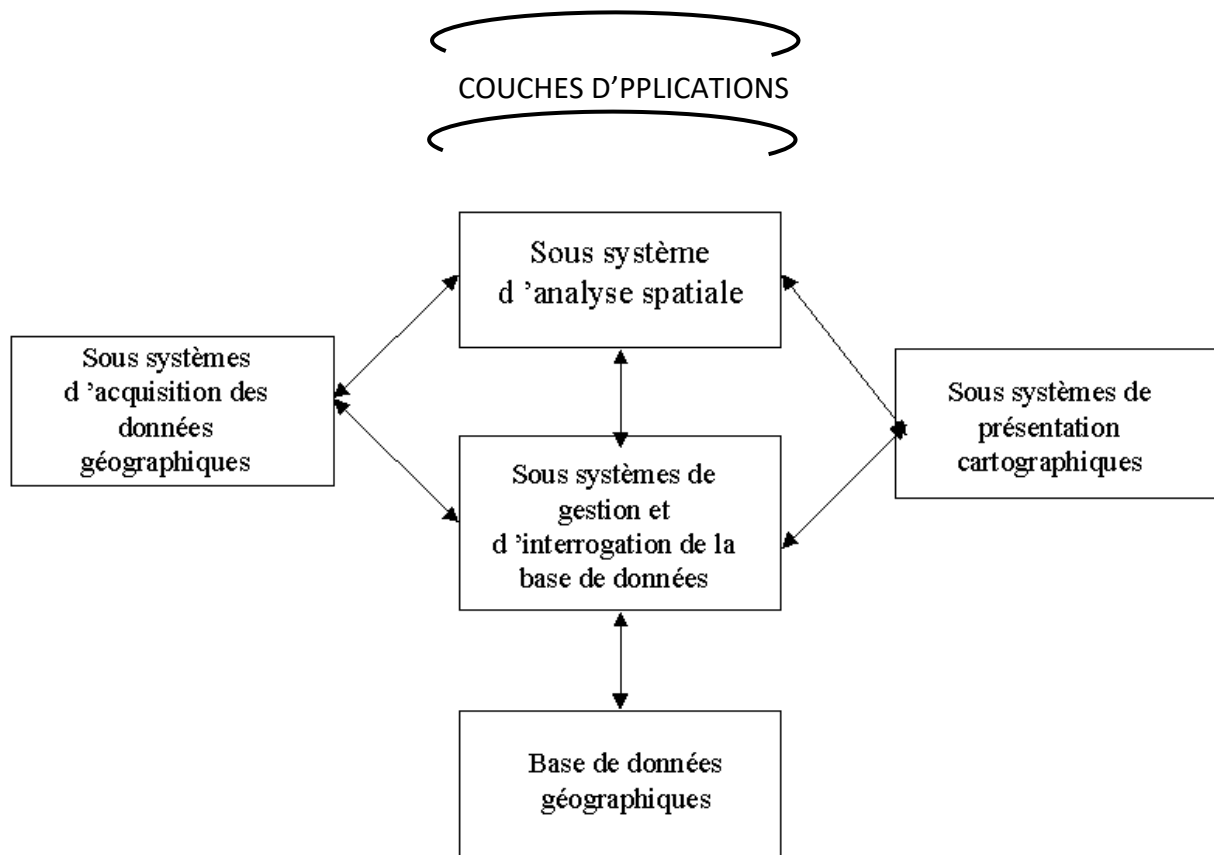 COUCHES D’PPLICATIONS
Sous système
d ’analyse spatiale
Sous systèmes
d ’acquisition des
données
géographiques
Sous systèmes de
présentation
cartographiques
Sous systèmes de
gestion et
d ’interrogation de la
base de données
Base de données
géographiques